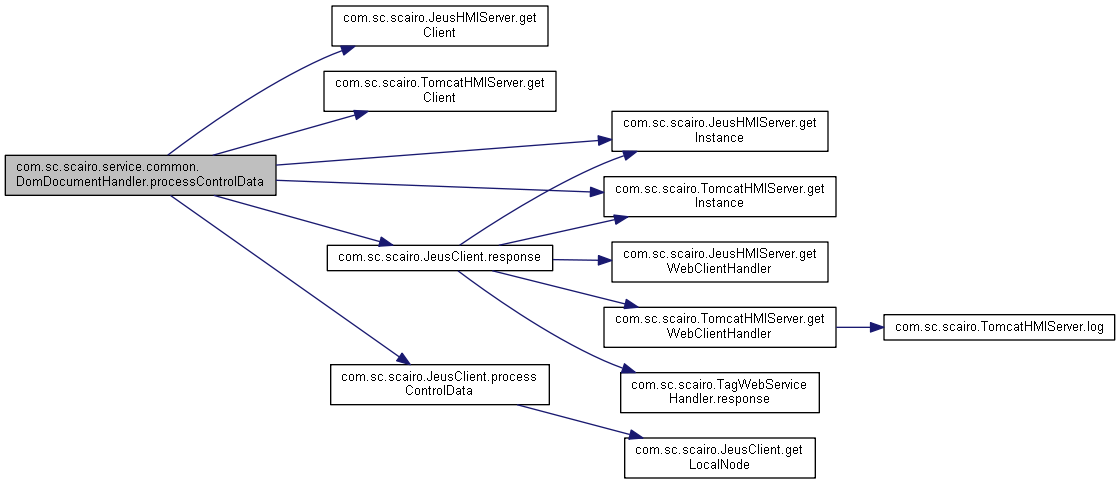 com.sc.scairo.JeusHMIServer.get
Client
com.sc.scairo.TomcatHMIServer.get
Client
com.sc.scairo.JeusHMIServer.get
Instance
com.sc.scairo.service.common.
DomDocumentHandler.processControlData
com.sc.scairo.TomcatHMIServer.get
Instance
com.sc.scairo.JeusClient.response
com.sc.scairo.JeusHMIServer.get
WebClientHandler
com.sc.scairo.TomcatHMIServer.get
WebClientHandler
com.sc.scairo.TomcatHMIServer.log
com.sc.scairo.JeusClient.process
ControlData
com.sc.scairo.TagWebService
Handler.response
com.sc.scairo.JeusClient.get
LocalNode